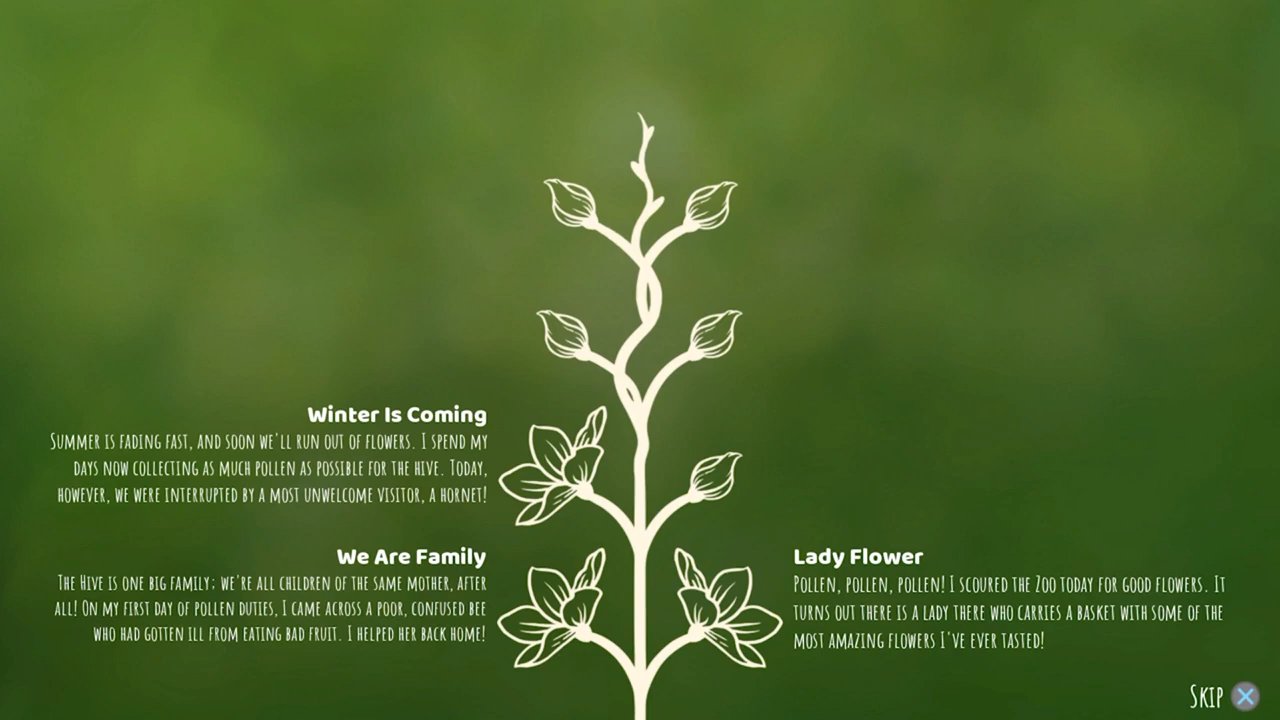 Winter Is Coming
Summer is fading fast, and soon we'll run out of flowers. I spend my
days now collecting as much pollen as possible for the hive. Today,
however, we were interrupted by a most unwelcome visitor, a hornet!
We Are Family
The Hive is one big family; we're all children of the same mother, after
all! On my first day of pollen duties, I came across a poor, confused bee
who had gotten ill from eating bad fruit. I helped her back home!
Lady Flower
Pollen, pollen, pollen! I scoured the Zoo today for good flowers. It
turns out there is a lady there who carries a basket with some of the
most amazing flowers I've ever tasted!
Skip